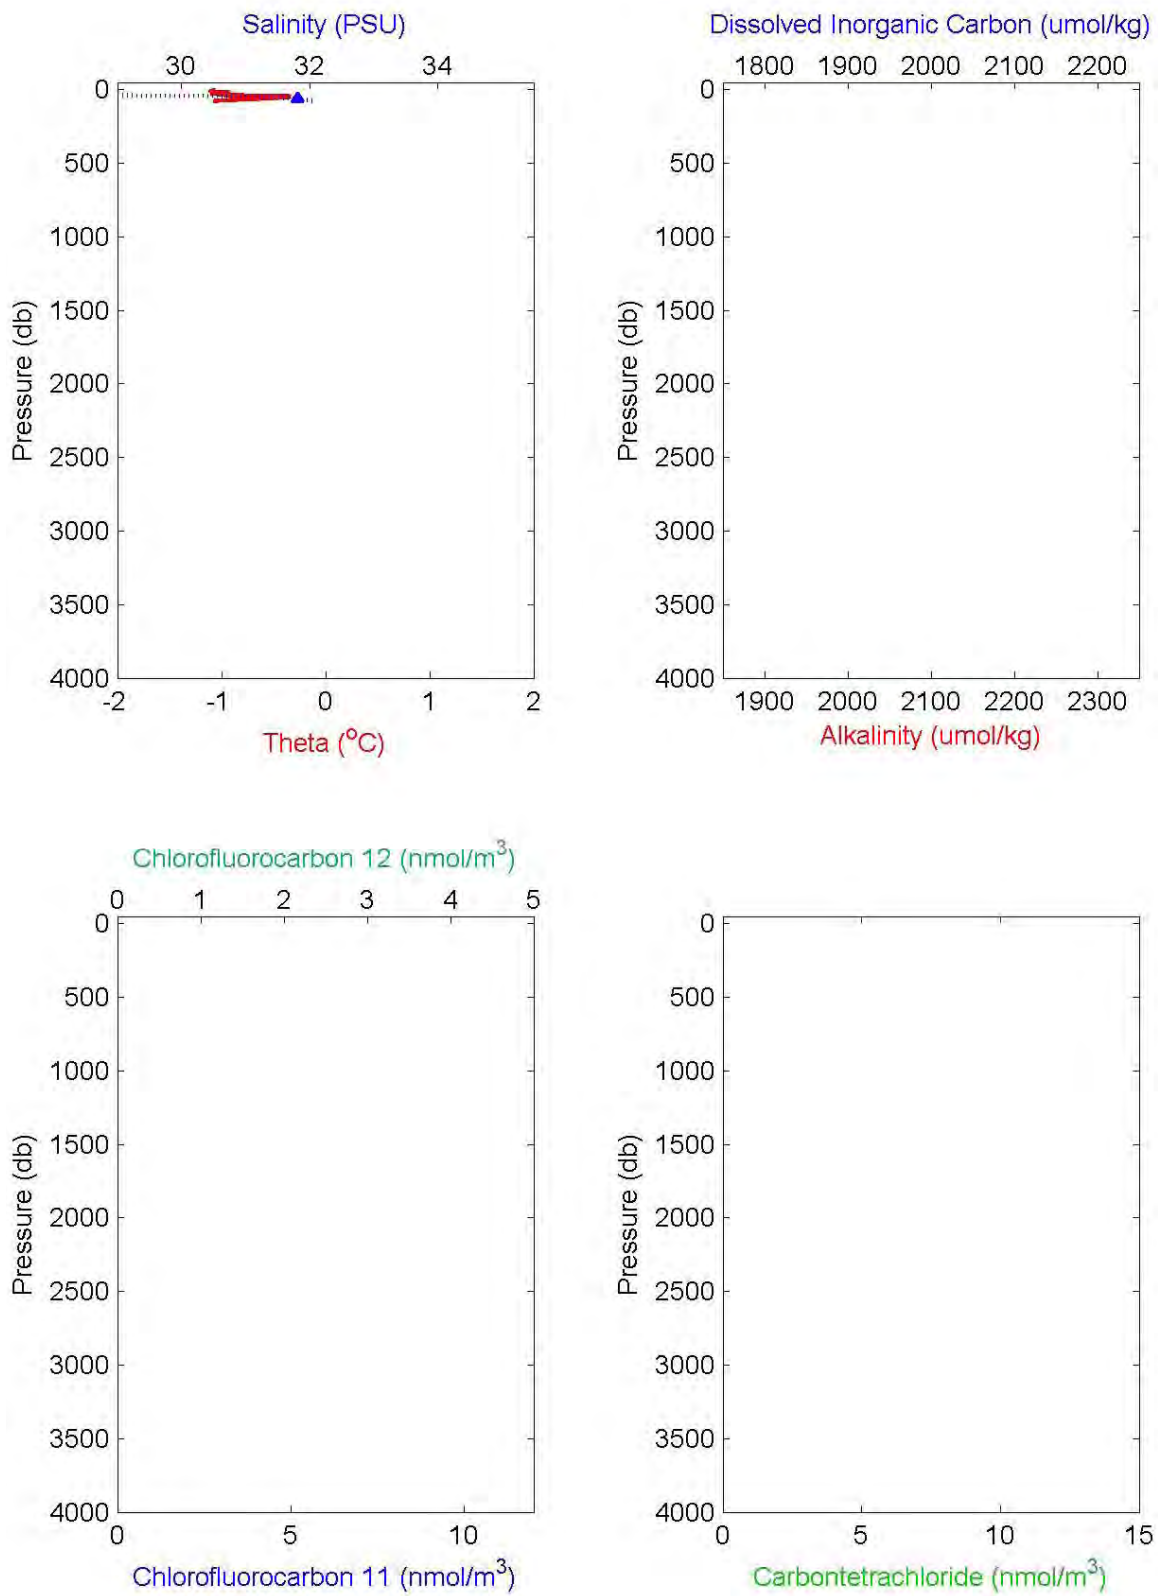 Salinity (PSU)
30 32 34
0
500
1000
1500
2000
2500
3000
3500
4000
Pressure (db)
-2 -1 0 1 2
Theta (°C)
Dissolved Inorganic Carbon (umol/kg)
1800 1900 2000 2100 2200
0
500
1000
1500
2000
2500
3000
3500
4000
Pressure (db)
1900 2000 2100 2200 2300
Alkalinity (umol/kg)
Chlorofluorocarbon 12 (nmol/m³)
0 1 2 3 4 5
0
500
1000
1500
2000
2500
3000
3500
4000
Pressure (db)
0 5 10
Chlorofluorocarbon 11 (nmol/m³)
0
500
1000
1500
2000
2500
3000
3500
4000
Pressure (db)
0 5 10 15
Carbontetrachloride (nmol/m³)